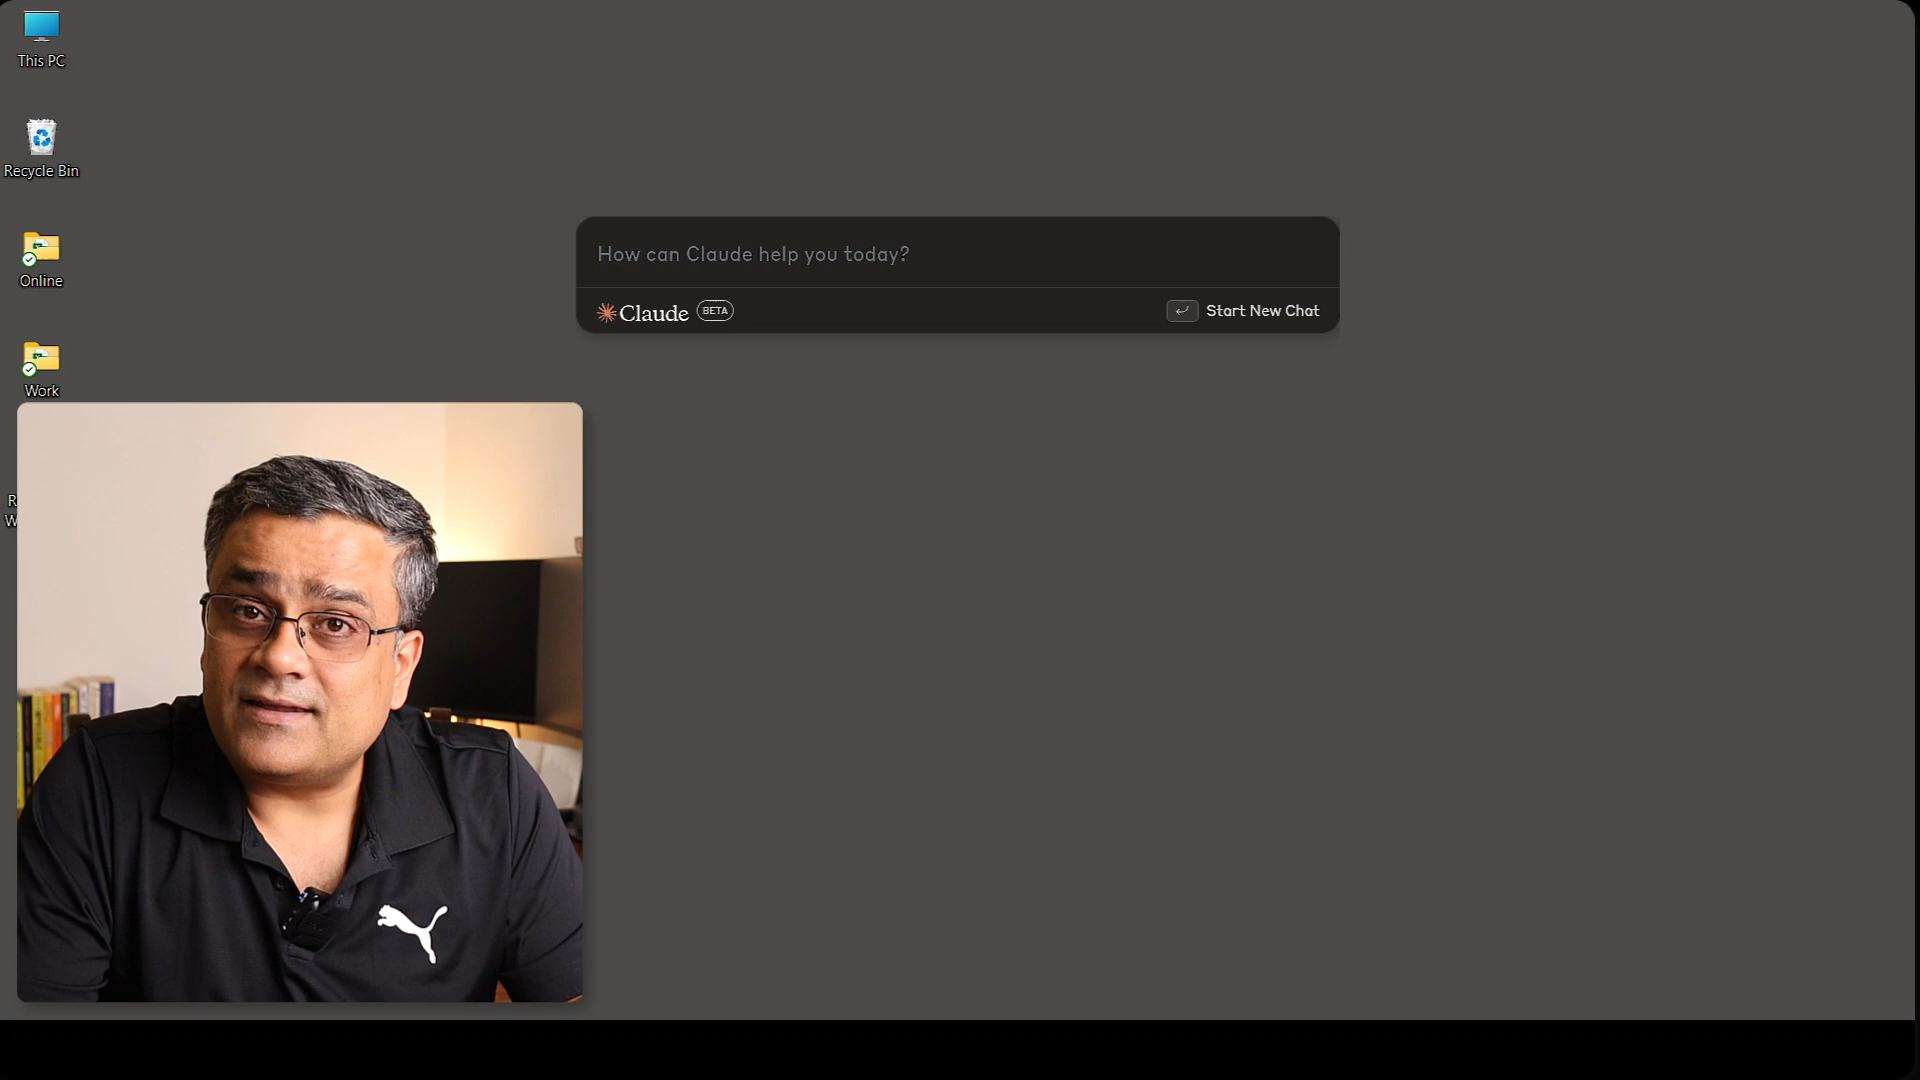 This PC
Recycle Bin
Online
Work
R
W
How can Claude help you today?
Claude BETA
Start New Chat